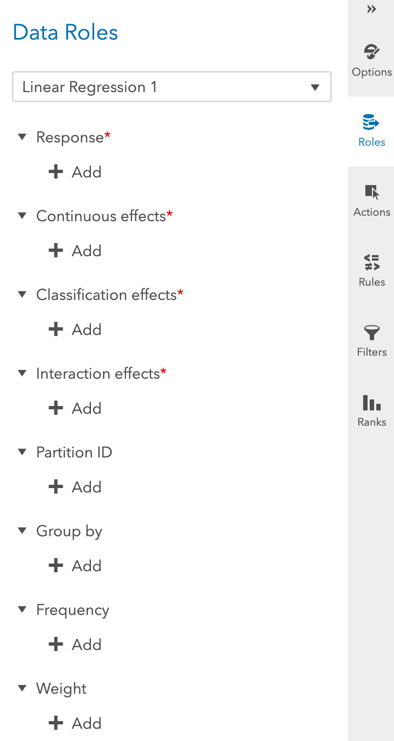 Data Roles
Linear Regression 1
Response*
+ Add
Continuous effects*
+ Add
Classification effects*
+ Add
Interaction effects*
+ Add
Partition ID
+ Add
Group by
+ Add
Frequency
+ Add
Weight
+ Add
»
Options
Roles
Actions
Rules
Filters
Ranks